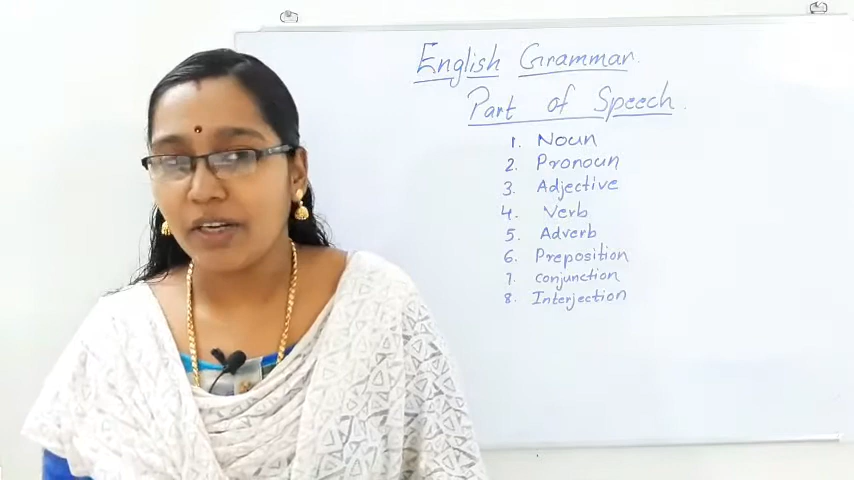 English Grammar.
Part of Speech.
1. Noun
2. Pronoun
3. Adjective
4. Verb
5. Adverb
6. Preposition
7. Conjunction
8. Interjection